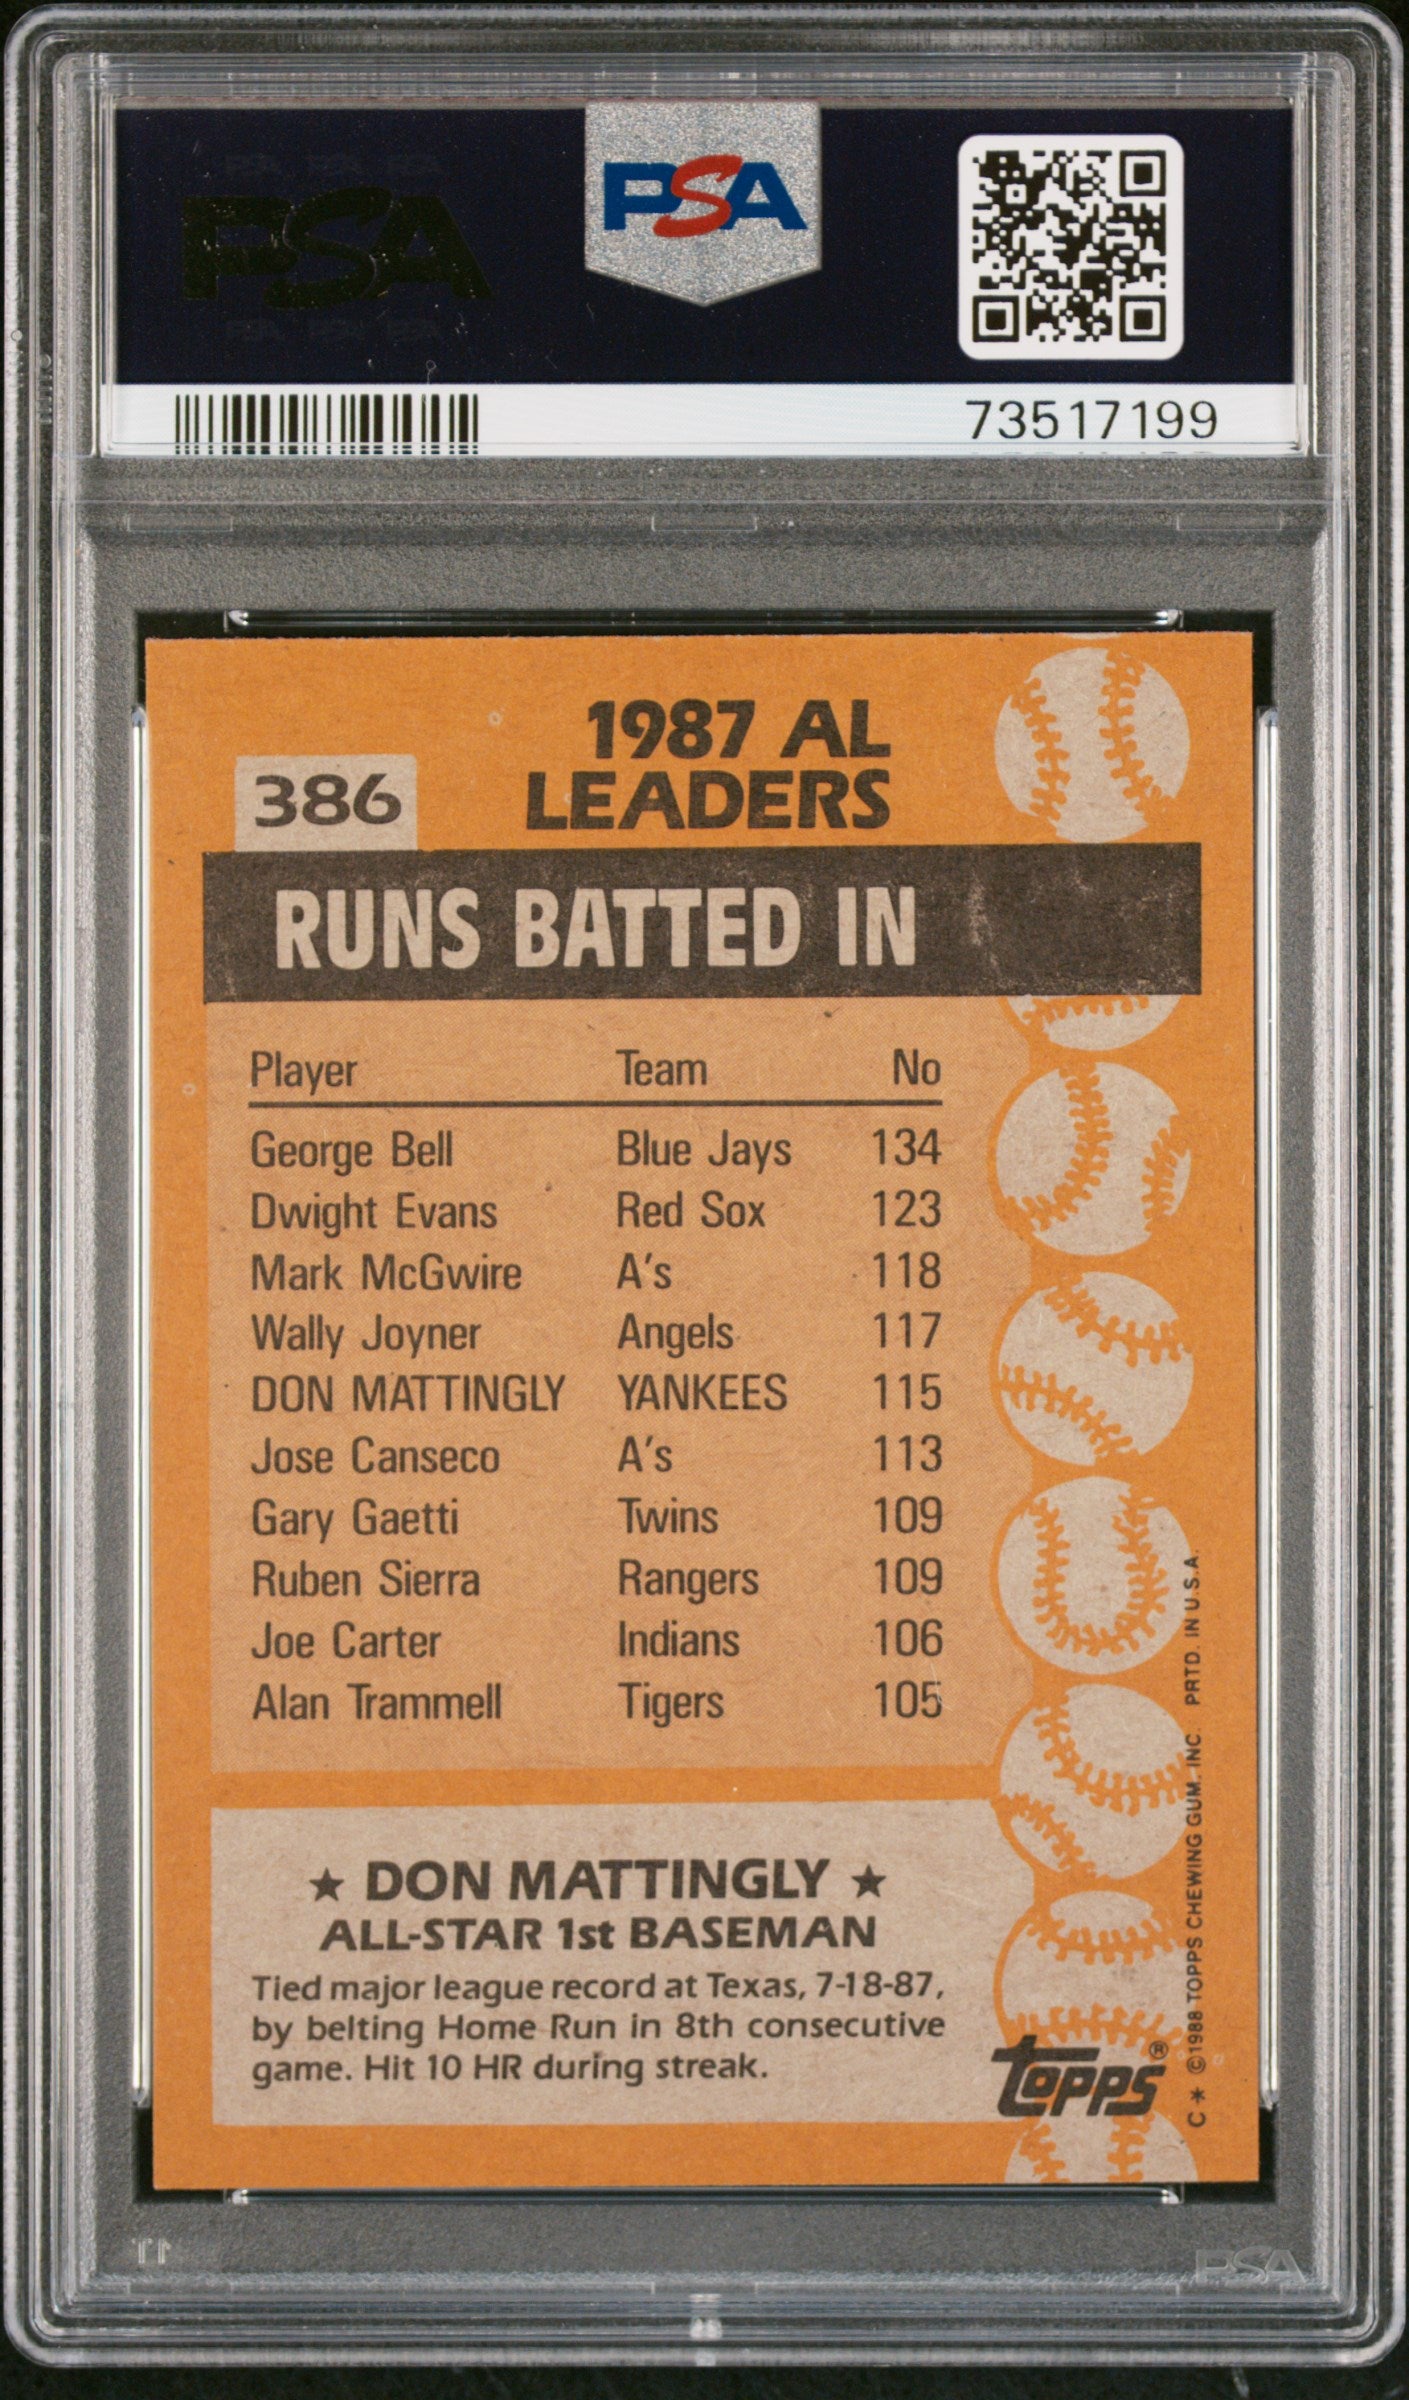 PSA
PSA
73517199
1987 AL
LEADERS
386
RUNS BATTED IN
Player Team No
George Bell Blue Jays 134
Dwight Evans Red Sox 123
Mark McGwire A's 118
Wally Joyner Angels 117
DON MATTINGLY YANKEES 115
Jose Canseco A's 113
Gary Gaetti Twins 109
Ruben Sierra Rangers 109
Joe Carter Indians 106
Alan Trammell Tigers 105
★ DON MATTINGLY ★
ALL-STAR 1st BASEMAN
Tied major league record at Texas, 7-18-87,
by belting Home Run in 8th consecutive
game. Hit 10 HR during streak.
TOPPS®
C * ©1988 TOPPS CHEWING GUM, INC. PRTD. IN U.S.A.
PSA